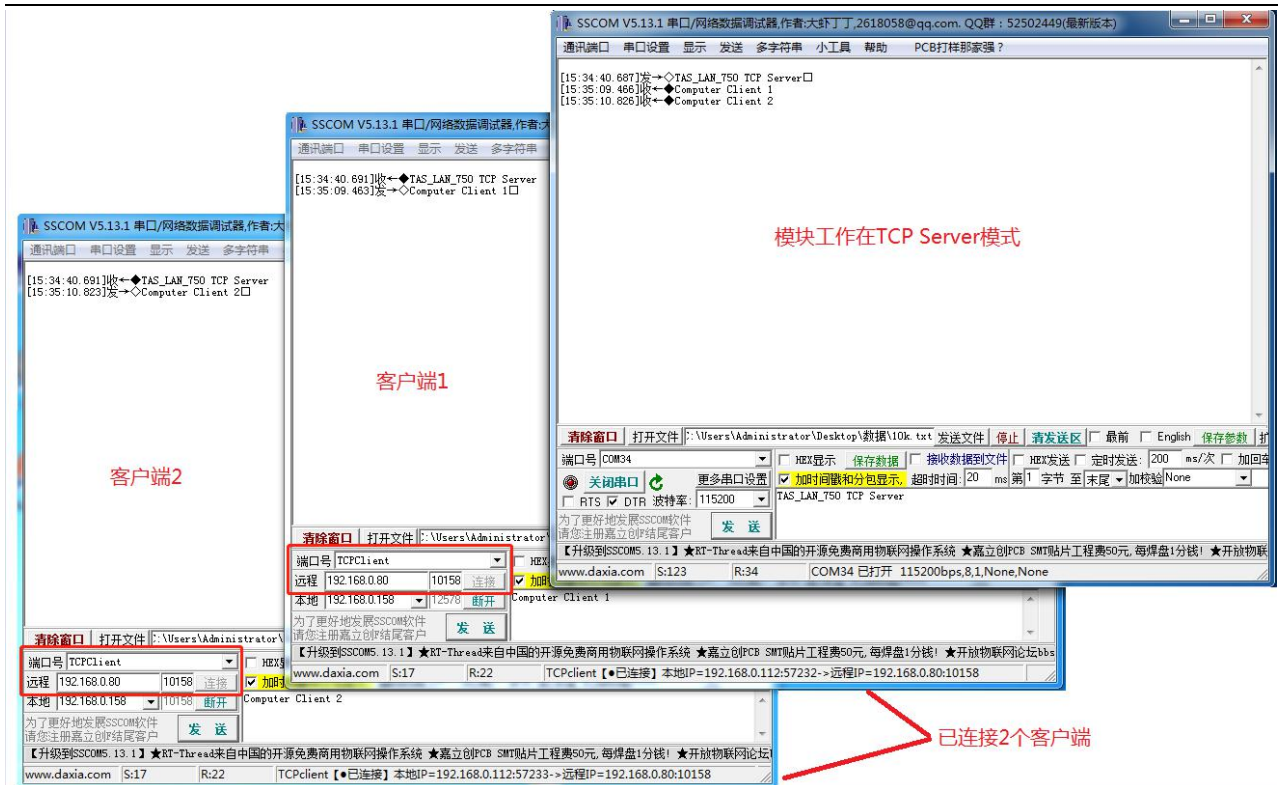 SSCOM V5.13.1 串口/网络数据调试器,作者:大虾丁丁,2618058@qq.com. QQ群：52502449(最新版本)
通讯端口 串口设置 显示 发送 多字符串 小工具 帮助 PCB打样那家强？
[15:34:40.687]发→◇TAS_LAN_750 TCP Server□
[15:35:09.466]收←◆Computer Client 1
[15:35:10.826]收←◆Computer Client 2
模块工作在TCP Server模式
清除窗口 打开文件 C:\Users\Administrator\Desktop\数据\10k.txt 发送文件 停止 清发送区 最前 English 保存参数 扩
端口号 COM34 HEX显示 保存数据 接收数据到文件 HEX发送 定时发送: 200 ms/次 加回车
关闭串口 更多串口设置 加时间戳和分包显示, 超时时间: 20 ms 第1 字节 至 末尾 加校验 None
RTS DTR 波特率: 115200 TAS_LAN_750 TCP Server
为了更好地发展SSCOM软件
请您注册嘉立创F结尾客户
发 送
【升级到SSCOM5.13.1】★RT-Thread来自中国的开源免费商用物联网操作系统 ★嘉立创PCB SMT贴片工程费50元,每焊盘1分钱! ★开放物联
www.daxia.com S:123 R:34 COM34 已打开 115200bps,8,1,None,None
SSCOM V5.13.1 串口/网络数据调试器,作者:大
通讯端口 串口设置 显示 发送 多字符串
[15:34:40.691]收←◆TAS_LAN_750 TCP Server
[15:35:09.463]发→◇Computer Client 1□
客户端1
清除窗口 打开文件 C:\Users\Administrator\
端口号 TCPClient HEX
远程 192.168.0.80 10158 连接 加时
本地 192.168.0.158 12578 断开 Computer Client 1
为了更好地发展SSCOM软件
请您注册嘉立创F结尾客户
发 送
【升级到SSCOM5.13.1】★RT-Thread来自中国的开源免费商用物联网操作系统 ★嘉立创PCB SMT贴片工程费50元,每焊盘1分钱! ★开放物联网论坛bbs
www.daxia.com S:17 R:22 TCPclient【●已连接】本地IP=192.168.0.112:57232->远程IP=192.168.0.80:10158
SSCOM V5.13.1 串口/网络数据调试器,作者:大
通讯端口 串口设置 显示 发送 多字符串
[15:34:40.691]收←◆TAS_LAN_750 TCP Server
[15:35:10.823]发→◇Computer Client 2□
客户端2
清除窗口 打开文件 C:\Users\Administrator\
端口号 TCPClient HEX
远程 192.168.0.80 10158 连接 加时
本地 192.168.0.158 10158 断开 Computer Client 2
为了更好地发展SSCOM软件
请您注册嘉立创F结尾客户
发 送
【升级到SSCOM5.13.1】★RT-Thread来自中国的开源免费商用物联网操作系统 ★嘉立创PCB SMT贴片工程费50元,每焊盘1分钱! ★开放物联网论坛
www.daxia.com S:17 R:22 TCPclient【●已连接】本地IP=192.168.0.112:57233->远程IP=192.168.0.80:10158
已连接2个客户端